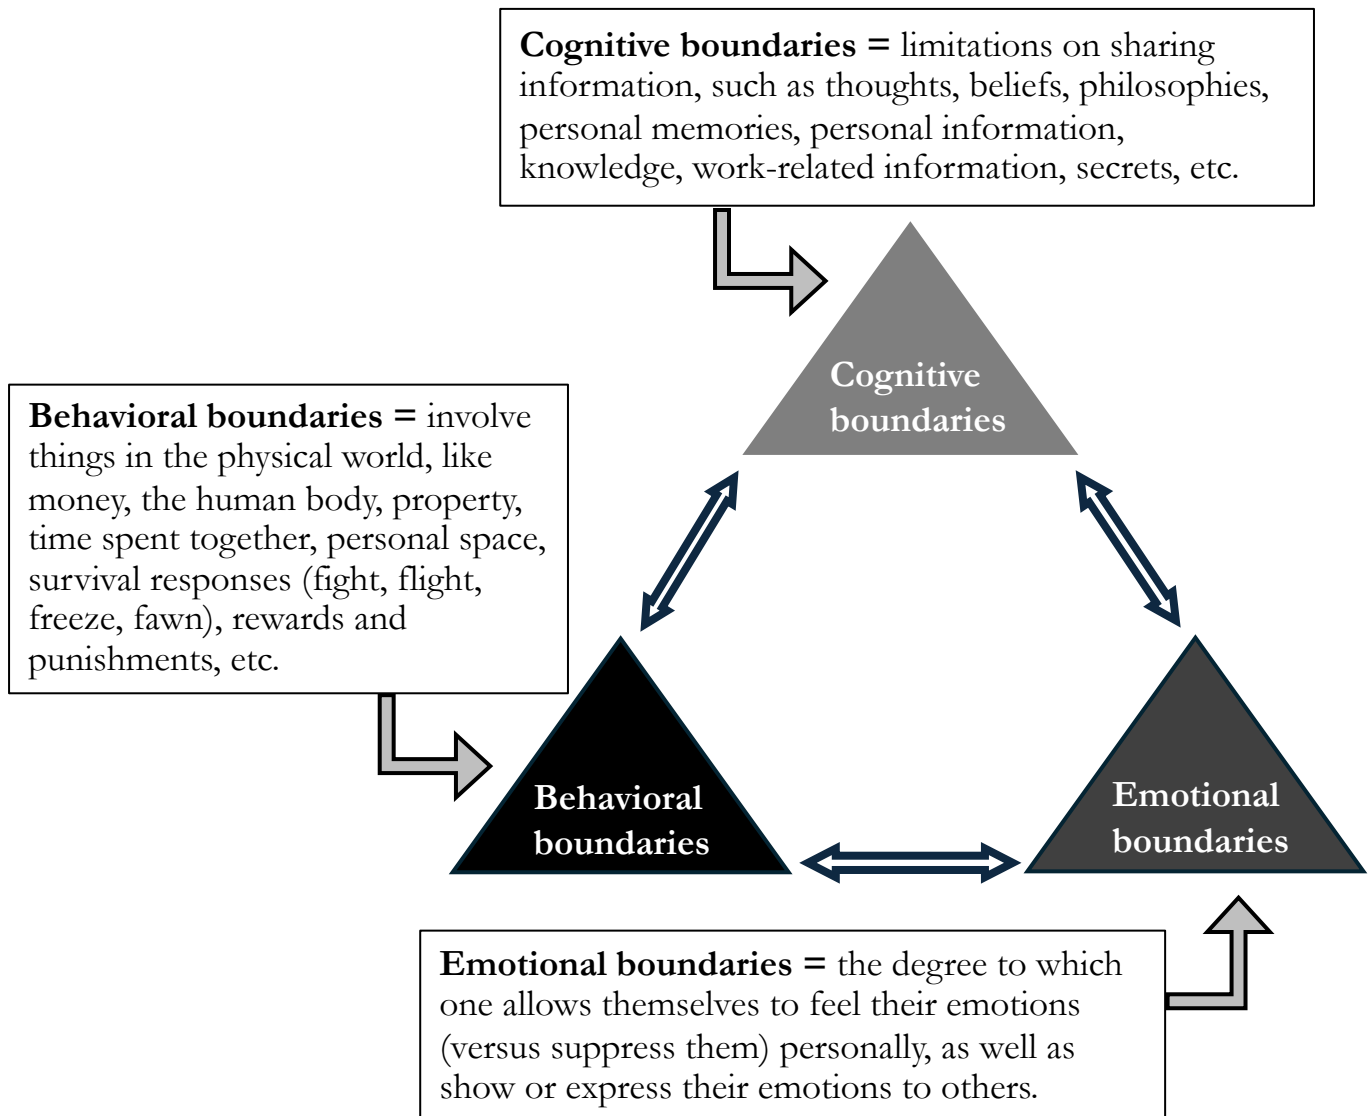 Cognitive boundaries = limitations on sharing
information, such as thoughts, beliefs, philosophies,
personal memories, personal information,
knowledge, work-related information, secrets, etc.
Cognitive
boundaries
Behavioral boundaries = involve
things in the physical world, like
money, the human body, property,
time spent together, personal space,
survival responses (fight, flight,
freeze, fawn), rewards and
punishments, etc.
Behavioral
boundaries
Emotional
boundaries
Emotional boundaries = the degree to which
one allows themselves to feel their emotions
(versus suppress them) personally, as well as
show or express their emotions to others.